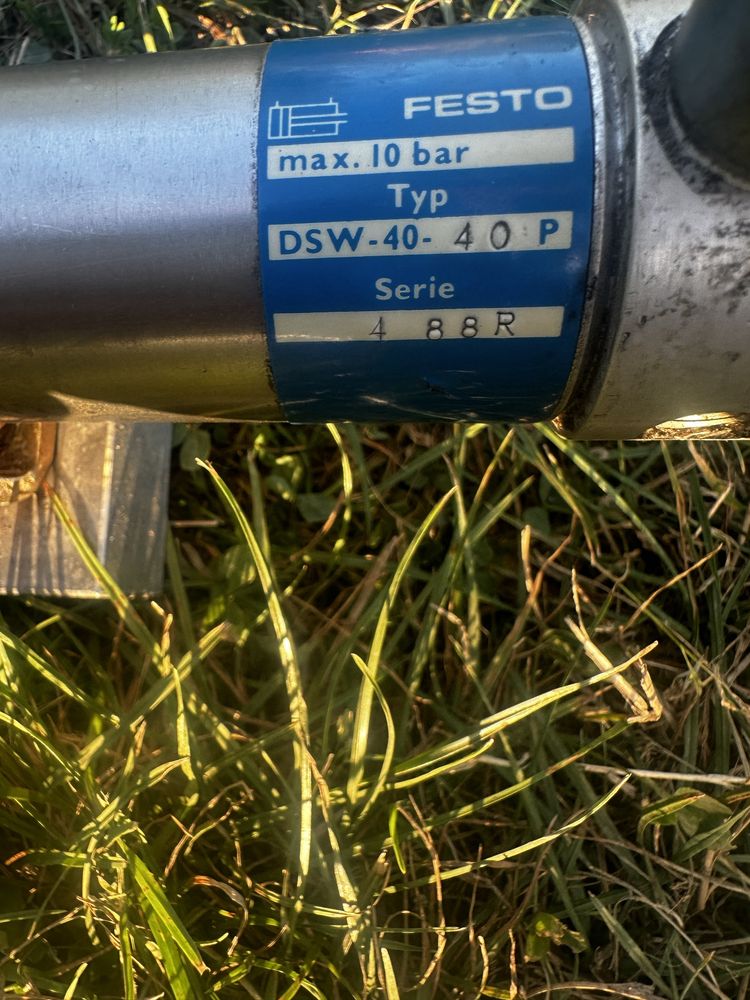 FESTO
max. 10 bar
Typ
DSW-40- 40 P
Serie
4 88R